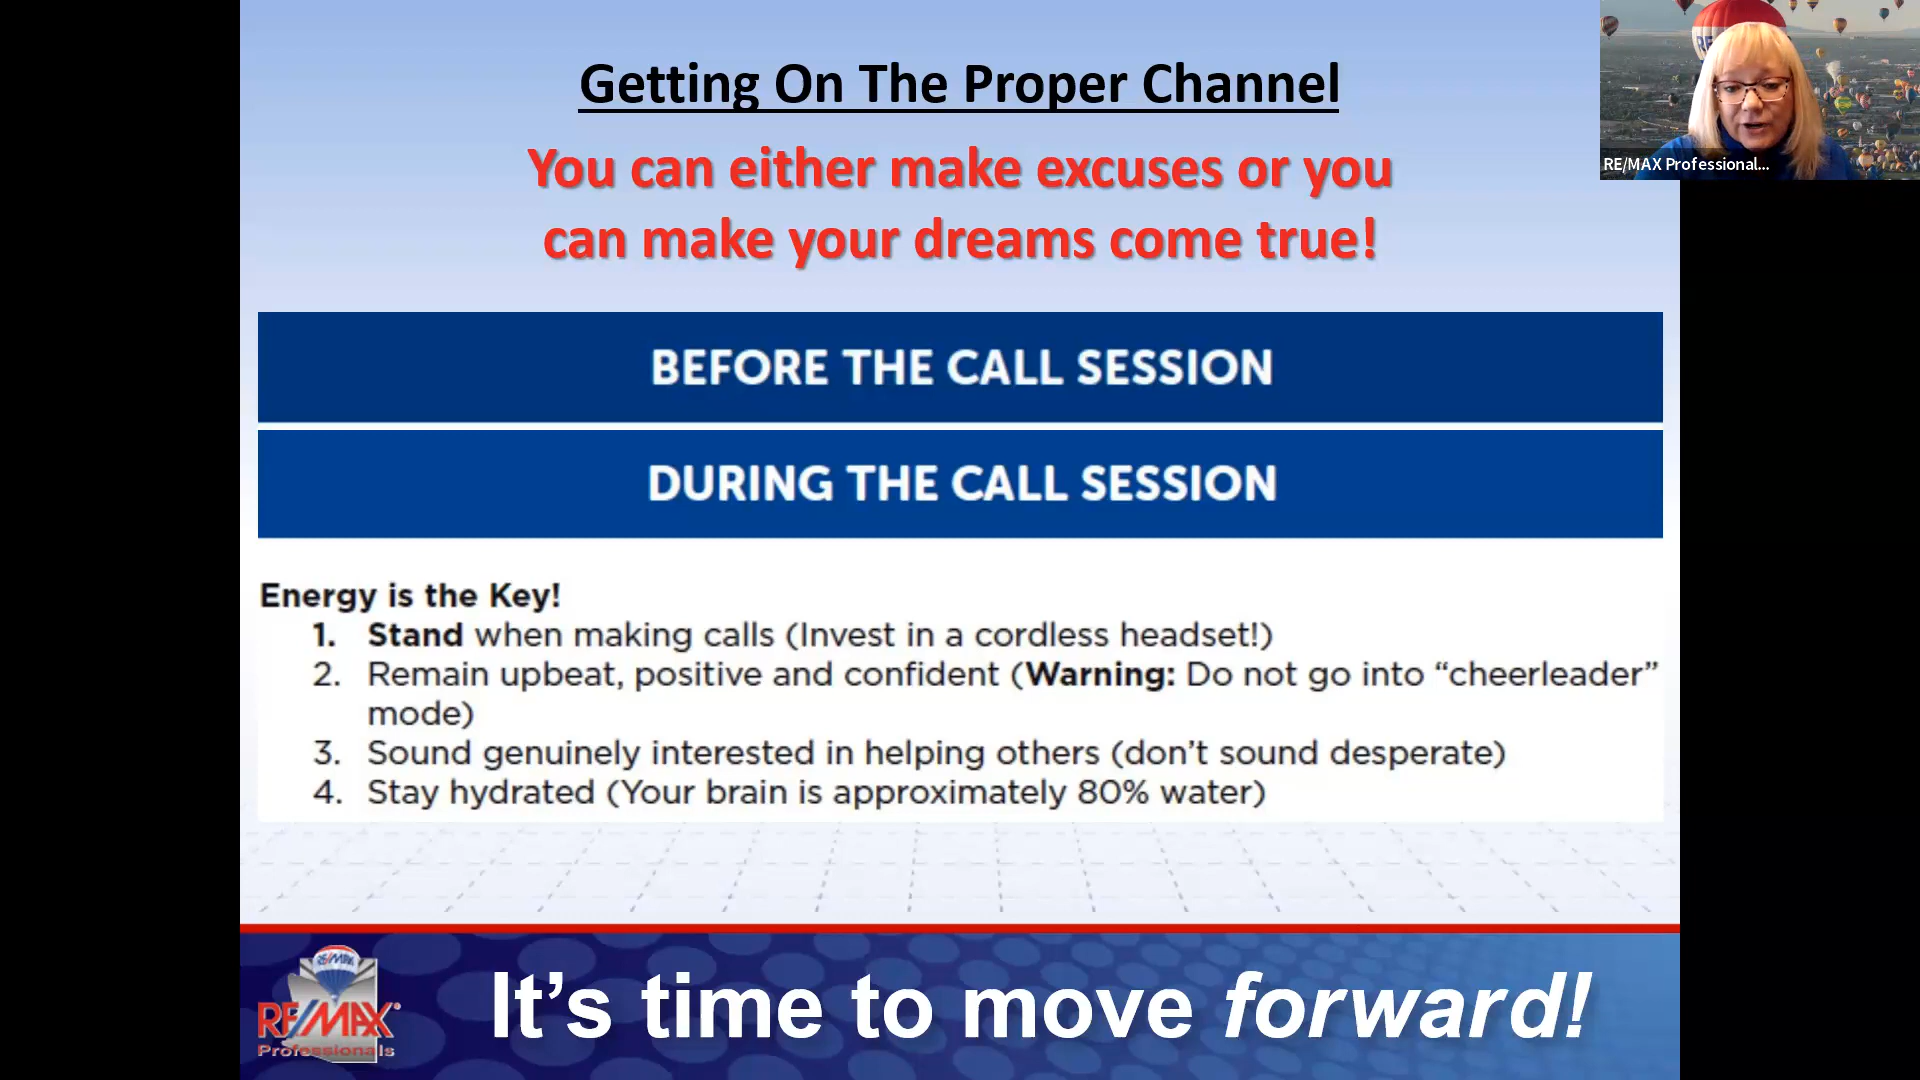 Getting On The Proper Channel
You can either make excuses or you
can make your dreams come true!
RE/MAX Professional...
BEFORE THE CALL SESSION
DURING THE CALL SESSION
Energy is the Key!
1. Stand when making calls (Invest in a cordless headset!)
2. Remain upbeat, positive and confident (Warning: Do not go into “cheerleader”
mode)
3. Sound genuinely interested in helping others (don’t sound desperate)
4. Stay hydrated (Your brain is approximately 80% water)
RE/MAX
RE/MAX
Professionals
It’s time to move forward!